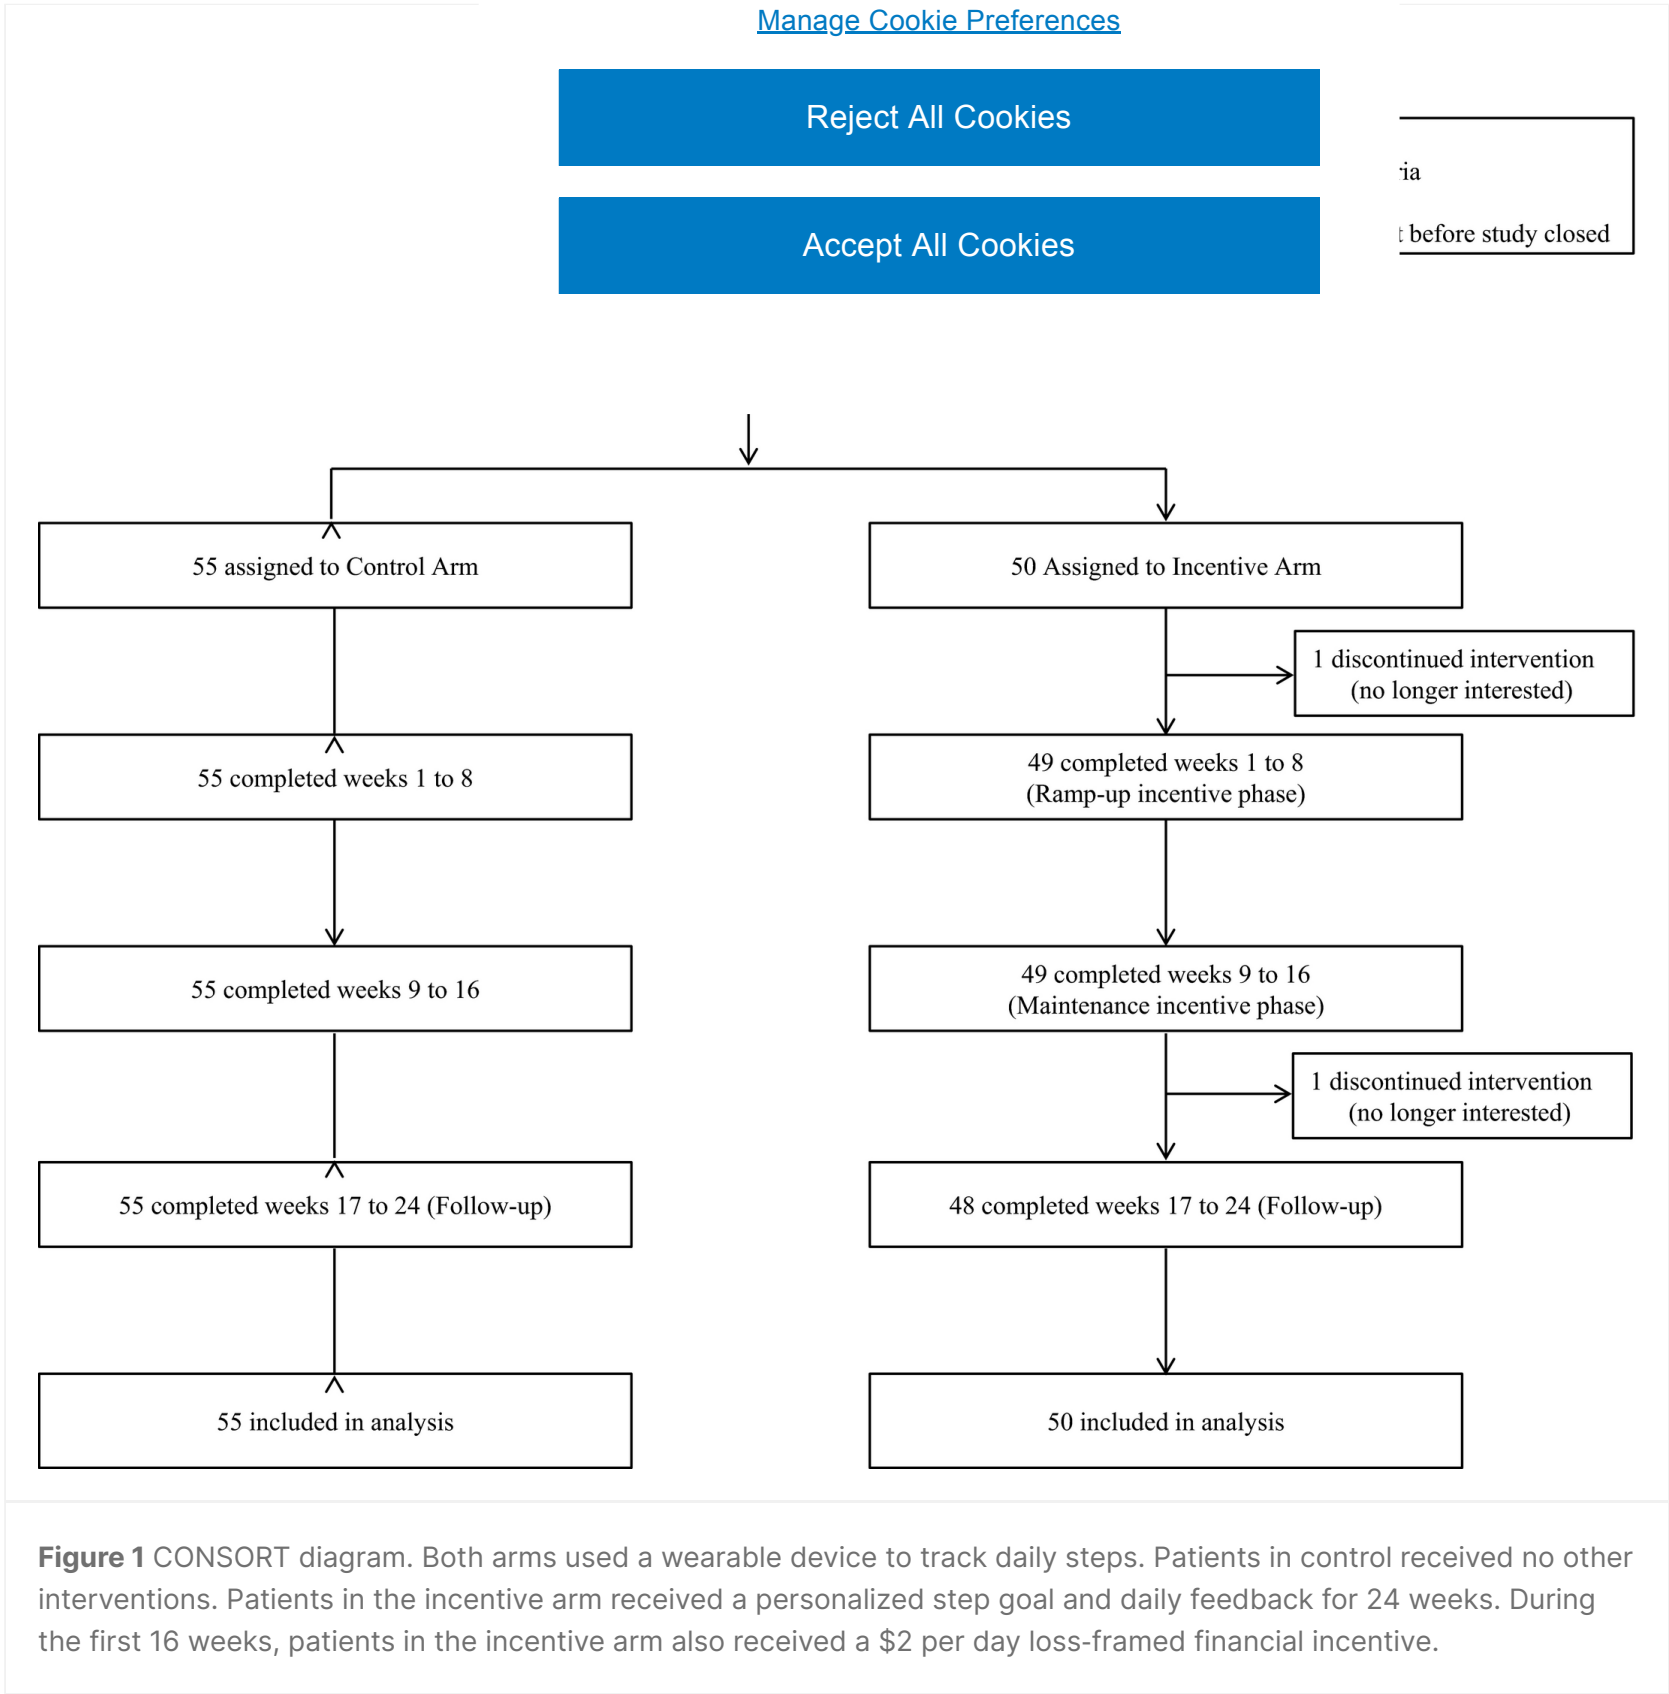 Manage Cookie Preferences
Reject All Cookies
Accept All Cookies
before study closed
55 assigned to Control Arm
50 Assigned to Incentive Arm
1 discontinued intervention
(no longer interested)
55 completed weeks 1 to 8
49 completed weeks 1 to 8
(Ramp-up incentive phase)
55 completed weeks 9 to 16
49 completed weeks 9 to 16
(Maintenance incentive phase)
1 discontinued intervention
(no longer interested)
55 completed weeks 17 to 24 (Follow-up)
48 completed weeks 17 to 24 (Follow-up)
55 included in analysis
50 included in analysis
Figure 1 CONSORT diagram. Both arms used a wearable device to track daily steps. Patients in control received no other
interventions. Patients in the incentive arm received a personalized step goal and daily feedback for 24 weeks. During
the first 16 weeks, patients in the incentive arm also received a $2 per day loss-framed financial incentive.